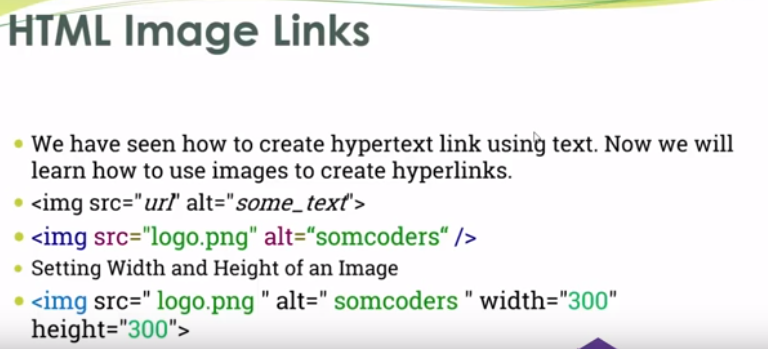 HTML Image Links
We have seen how to create hypertext link using text. Now we will
learn how to use images to create hyperlinks.
<img src="url" alt="some_text">
<img src="logo.png" alt=“somcoders“ />
Setting Width and Height of an Image
<img src=" logo.png " alt=" somcoders " width="300"
height="300">